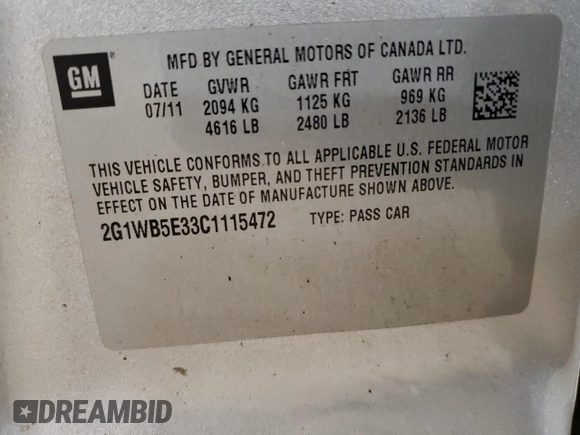 GM
MFD BY GENERAL MOTORS OF CANADA LTD.
DATE GVWR GAWR FRT GAWR RR
07/11 2094 KG 1125 KG 969 KG
4616 LB 2480 LB 2136 LB
THIS VEHICLE CONFORMS TO ALL APPLICABLE U.S. FEDERAL MOTOR
VEHICLE SAFETY, BUMPER, AND THEFT PREVENTION STANDARDS IN
EFFECT ON THE DATE OF MANUFACTURE SHOWN ABOVE.
2G1WB5E33C1115472 TYPE: PASS CAR
DREAMBID